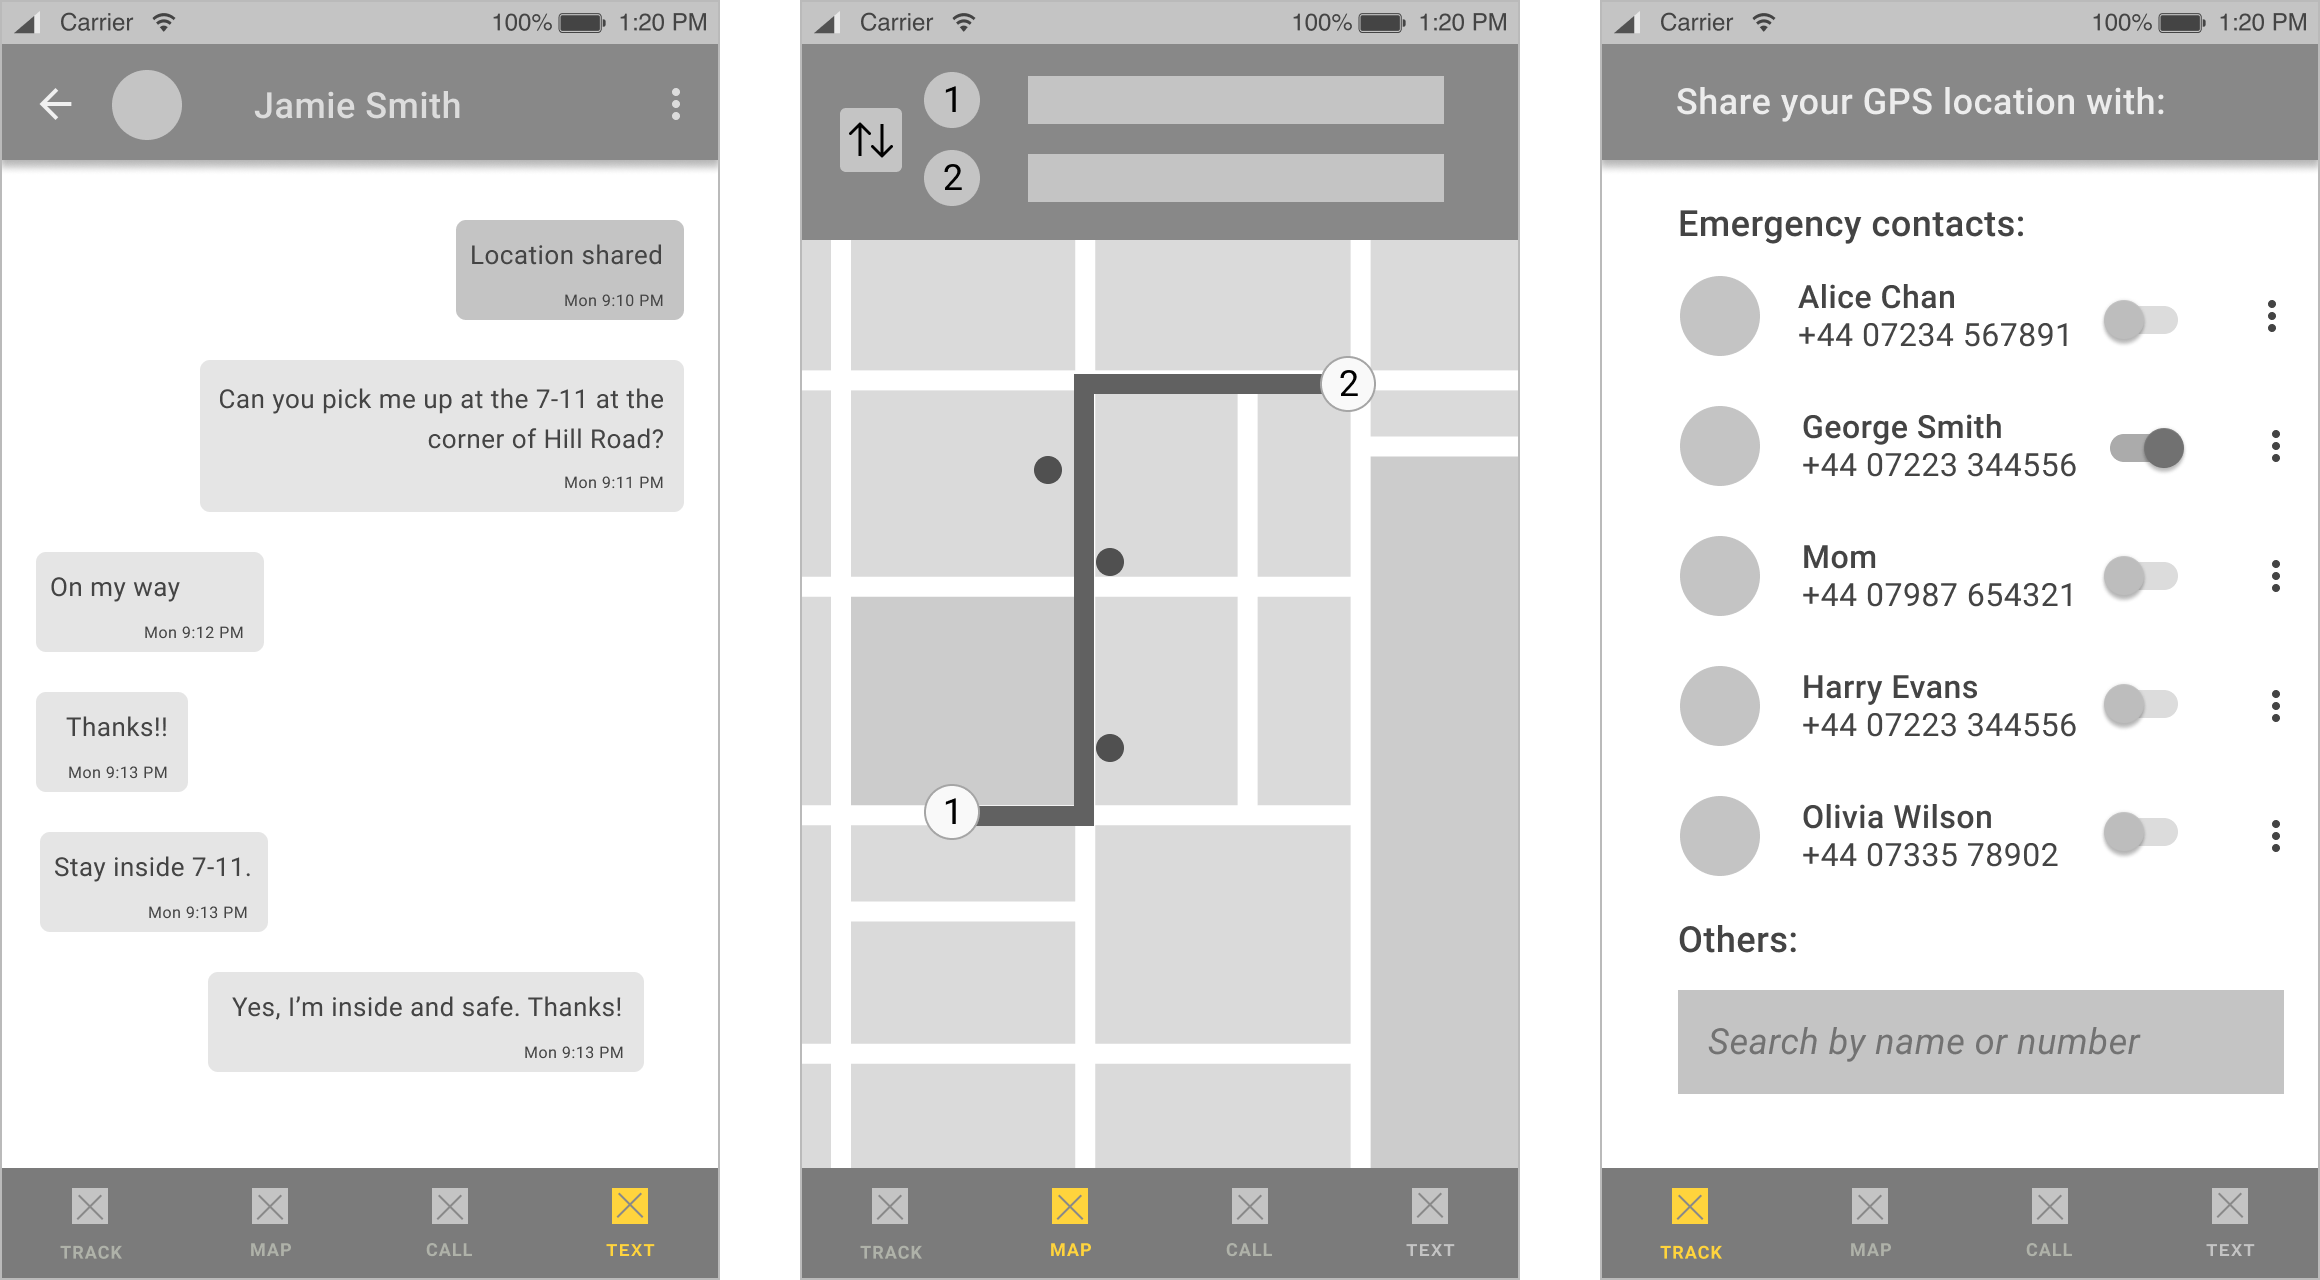 Carrier 100% 1:20 PM
Jamie Smith
Location shared
Mon 9:10 PM
Can you pick me up at the 7-11 at the
corner of Hill Road?
Mon 9:11 PM
On my way
Mon 9:12 PM
Thanks!!
Mon 9:13 PM
Stay inside 7-11.
Mon 9:13 PM
Yes, I’m inside and safe. Thanks!
Mon 9:13 PM
TRACK MAP CALL TEXT
Carrier 100% 1:20 PM
1
2
2
1
TRACK MAP CALL TEXT
Carrier 100% 1:20 PM
Share your GPS location with:
Emergency contacts:
Alice Chan
+44 07234 567891
George Smith
+44 07223 344556
Mom
+44 07987 654321
Harry Evans
+44 07223 344556
Olivia Wilson
+44 07335 78902
Others:
Search by name or number
TRACK MAP CALL TEXT